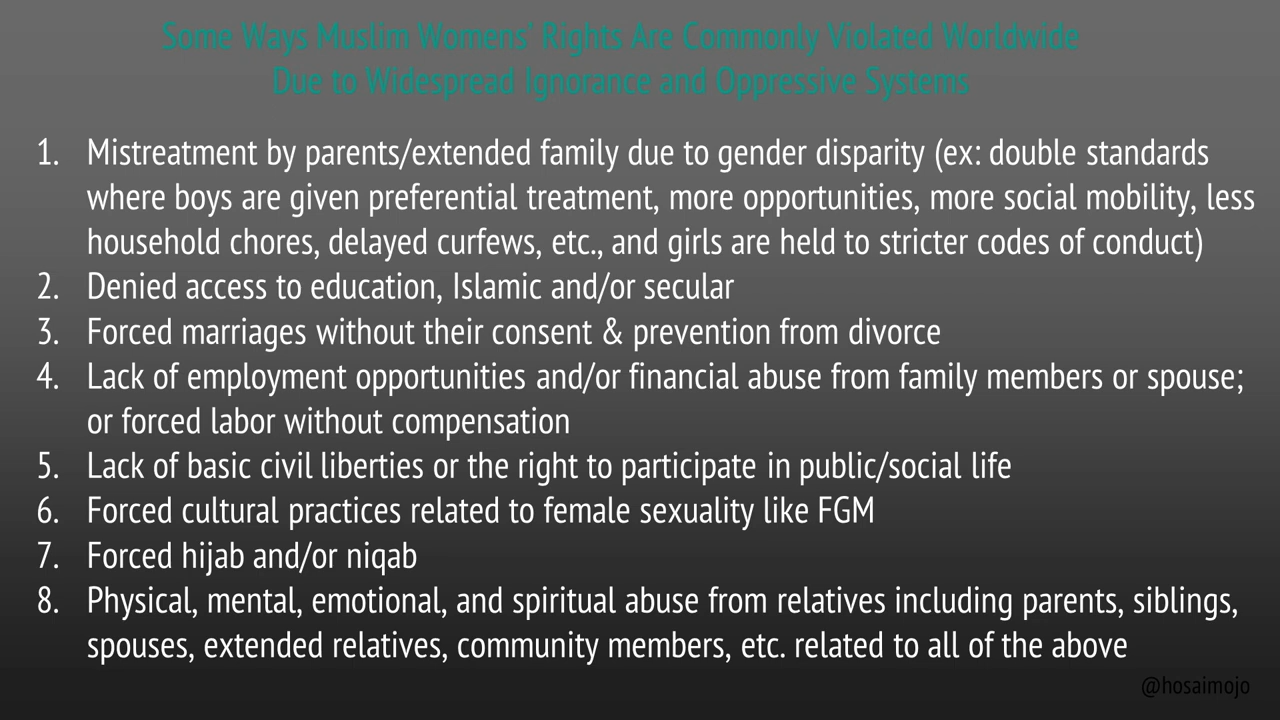 Some Ways Muslim Womens' Rights Are Commonly Violated Worldwide
Due to Widespread Ignorance and Oppressive Systems
1. Mistreatment by parents/extended family due to gender disparity (ex: double standards
where boys are given preferential treatment, more opportunities, more social mobility, less
household chores, delayed curfews, etc., and girls are held to stricter codes of conduct)
2. Denied access to education, Islamic and/or secular
3. Forced marriages without their consent & prevention from divorce
4. Lack of employment opportunities and/or financial abuse from family members or spouse;
or forced labor without compensation
5. Lack of basic civil liberties or the right to participate in public/social life
6. Forced cultural practices related to female sexuality like FGM
7. Forced hijab and/or niqab
8. Physical, mental, emotional, and spiritual abuse from relatives including parents, siblings,
spouses, extended relatives, community members, etc. related to all of the above
@hosaimojo